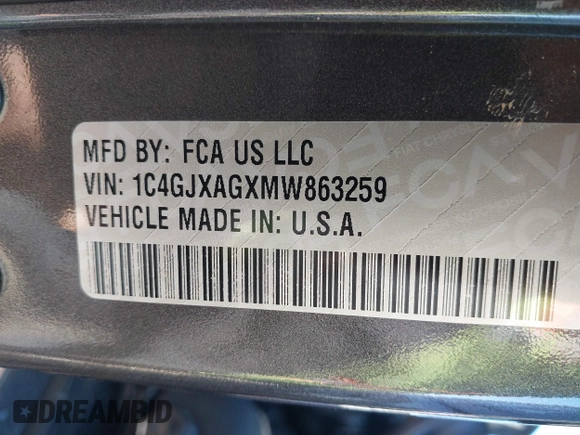 MFD BY: FCA US LLC
VIN: 1C4GJXAGXMW863259
VEHICLE MADE IN: U.S.A.
DREAMBID